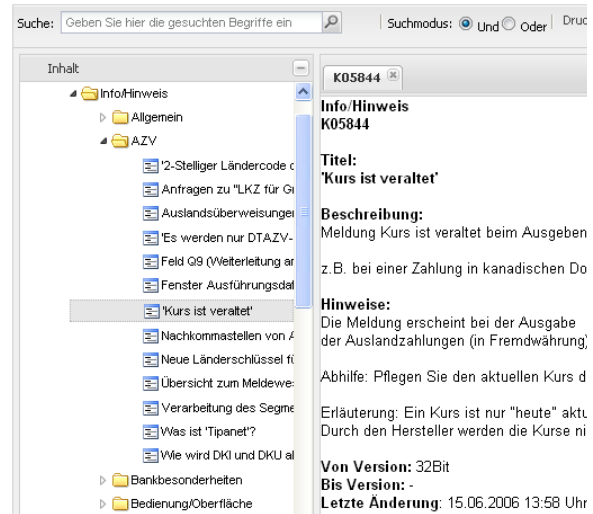 Suche: Geben Sie hier die gesuchten Begriffe ein
Suchmodus: Und Oder
Inhalt
Info/Hinweis
Allgemein
AZV
'2-Stelliger Ländercode
Anfragen zu "LKZ für
Auslandsüberweisunge
'Es werden nur DTAZV-
Feld Q9 (Weiterleitung
Fenster Ausführungsda
'Kurs ist veraltet'
Nachkommastellen von
Neue Länderschlüssel
Übersicht zum Meldewe
Verarbeitung des Segme
Was ist 'Tipanet'?
Wie wird DKI und DKU
Bankbesonderheiten
Bedienung/Oberfläche
K05844
Info/Hinweis
K05844
Titel:
'Kurs ist veraltet'
Beschreibung:
Meldung Kurs ist veraltet beim Ausgeben
z.B. bei einer Zahlung in kanadischen Do
Hinweise:
Die Meldung erscheint bei der Ausgabe
der Auslandzahlungen (in Fremdwährung)
Abhilfe: Pflegen Sie den aktuellen Kurs d
Erläuterung: Ein Kurs ist nur "heute" aktu
Durch den Hersteller werden die Kurse ni
Von Version: 32Bit
Bis Version: -
Letzte Änderung: 15.06.2006 13:58 Uhr